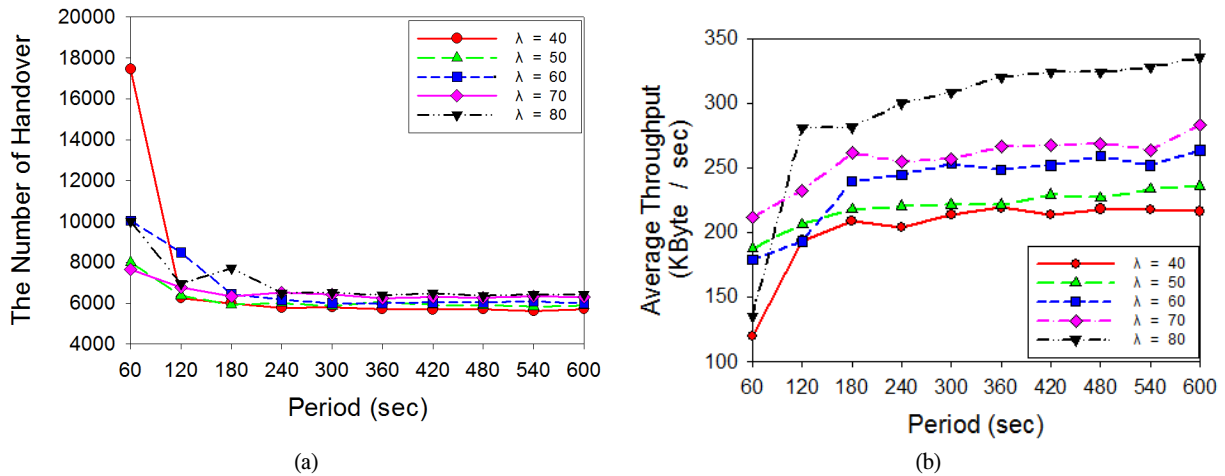 The Number of Handover
20000
18000
16000
14000
12000
10000
8000
6000
4000
60 120 180 240 300 360 420 480 540 600
Period (sec)
λ = 40
λ = 50
λ = 60
λ = 70
λ = 80
(a)
Average Throughput
(KByte / sec)
350
300
250
200
150
100
60 120 180 240 300 360 420 480 540 600
Period (sec)
λ = 40
λ = 50
λ = 60
λ = 70
λ = 80
(b)